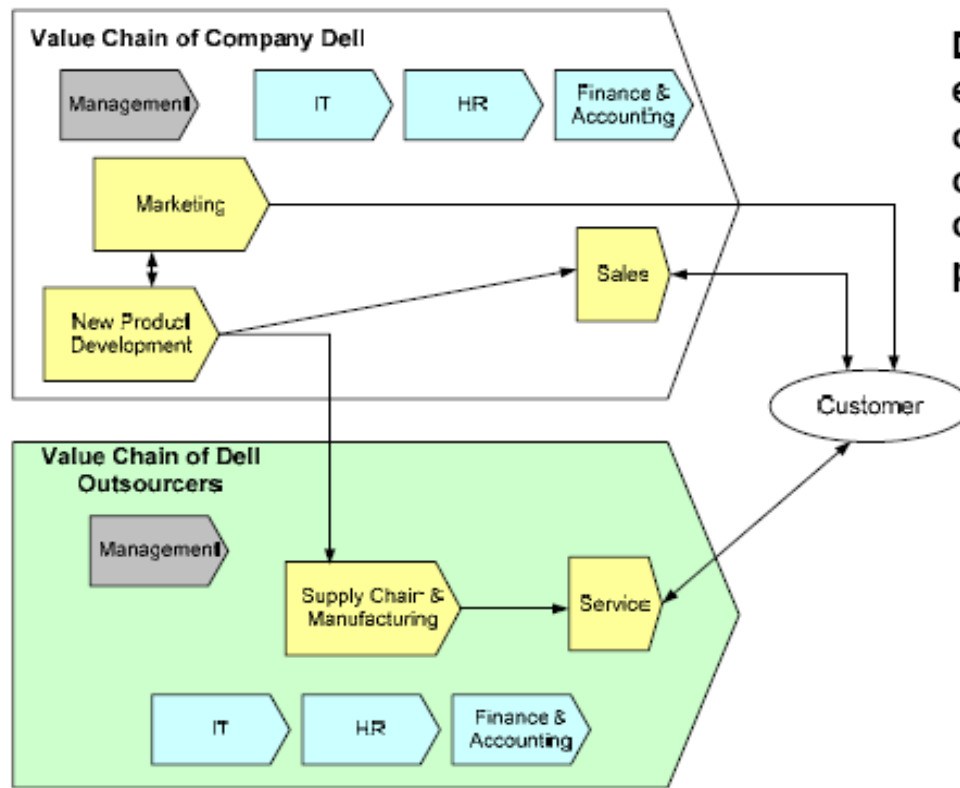 Value Chain of Company Dell
Management
IT
HR
Finance &
Accounting
Marketing
Sales
New Product
Development
Customer
Value Chain of Dell
Outsourcers
Management
Supply Chain &
Manufacturing
Service
IT
HR
Finance &
Accounting